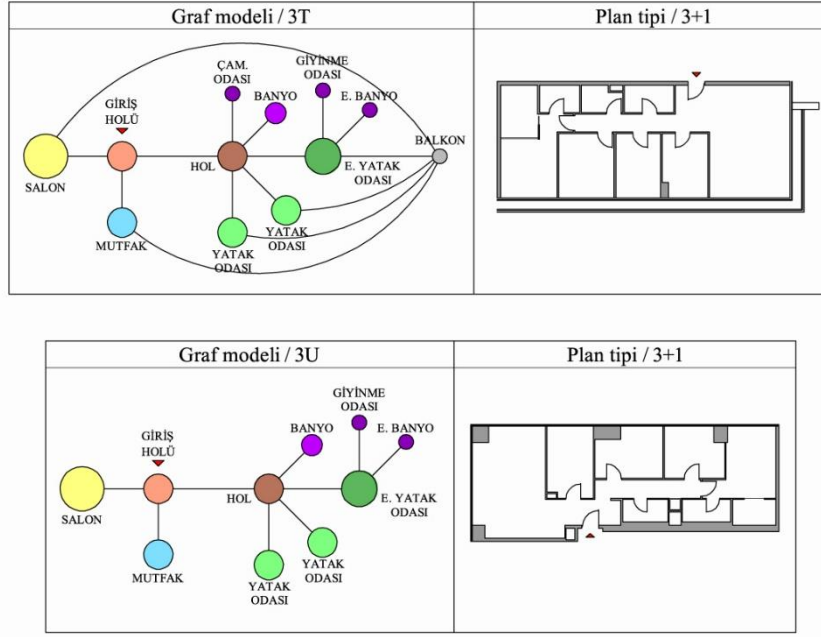 Graf modeli / 3T
Plan tipi / 3+1
ÇAM.
ODASI
GİYİNME
ODASI
BANYO
E. BANYO
GİRİŞ
HOLÜ
BALKON
SALON
HOL
E. YATAK
ODASI
MUTFAK
YATAK
ODASI
YATAK
ODASI
Graf modeli / 3U
Plan tipi / 3+1
GİYİNME
ODASI
BANYO
E. BANYO
GİRİŞ
HOLÜ
SALON
HOL
E. YATAK
ODASI
MUTFAK
YATAK
ODASI
YATAK
ODASI